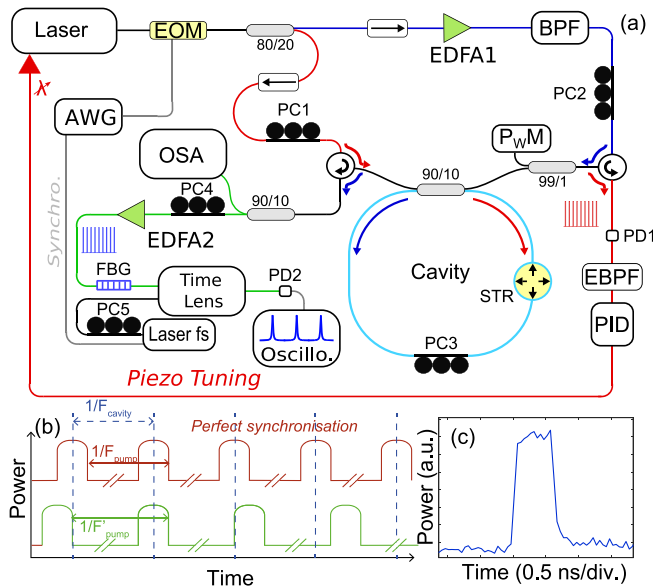 (a)
Laser
EOM
80/20
EDFA1
BPF
PC2
λ
AWG
PC1
OSA
PwM
PC4
90/10
90/10
99/1
Synchro.
EDFA2
PD1
Cavity
FBG
Time
Lens
PD2
STR
EBPF
PC5
Laser fs
Oscillo.
PC3
PID
Piezo Tuning
(b)
1/Fcavity
Perfect synchronisation
1/Fpump
1/F'pump
Power
Time
(c)
Power (a.u.)
Time (0.5 ns/div.)